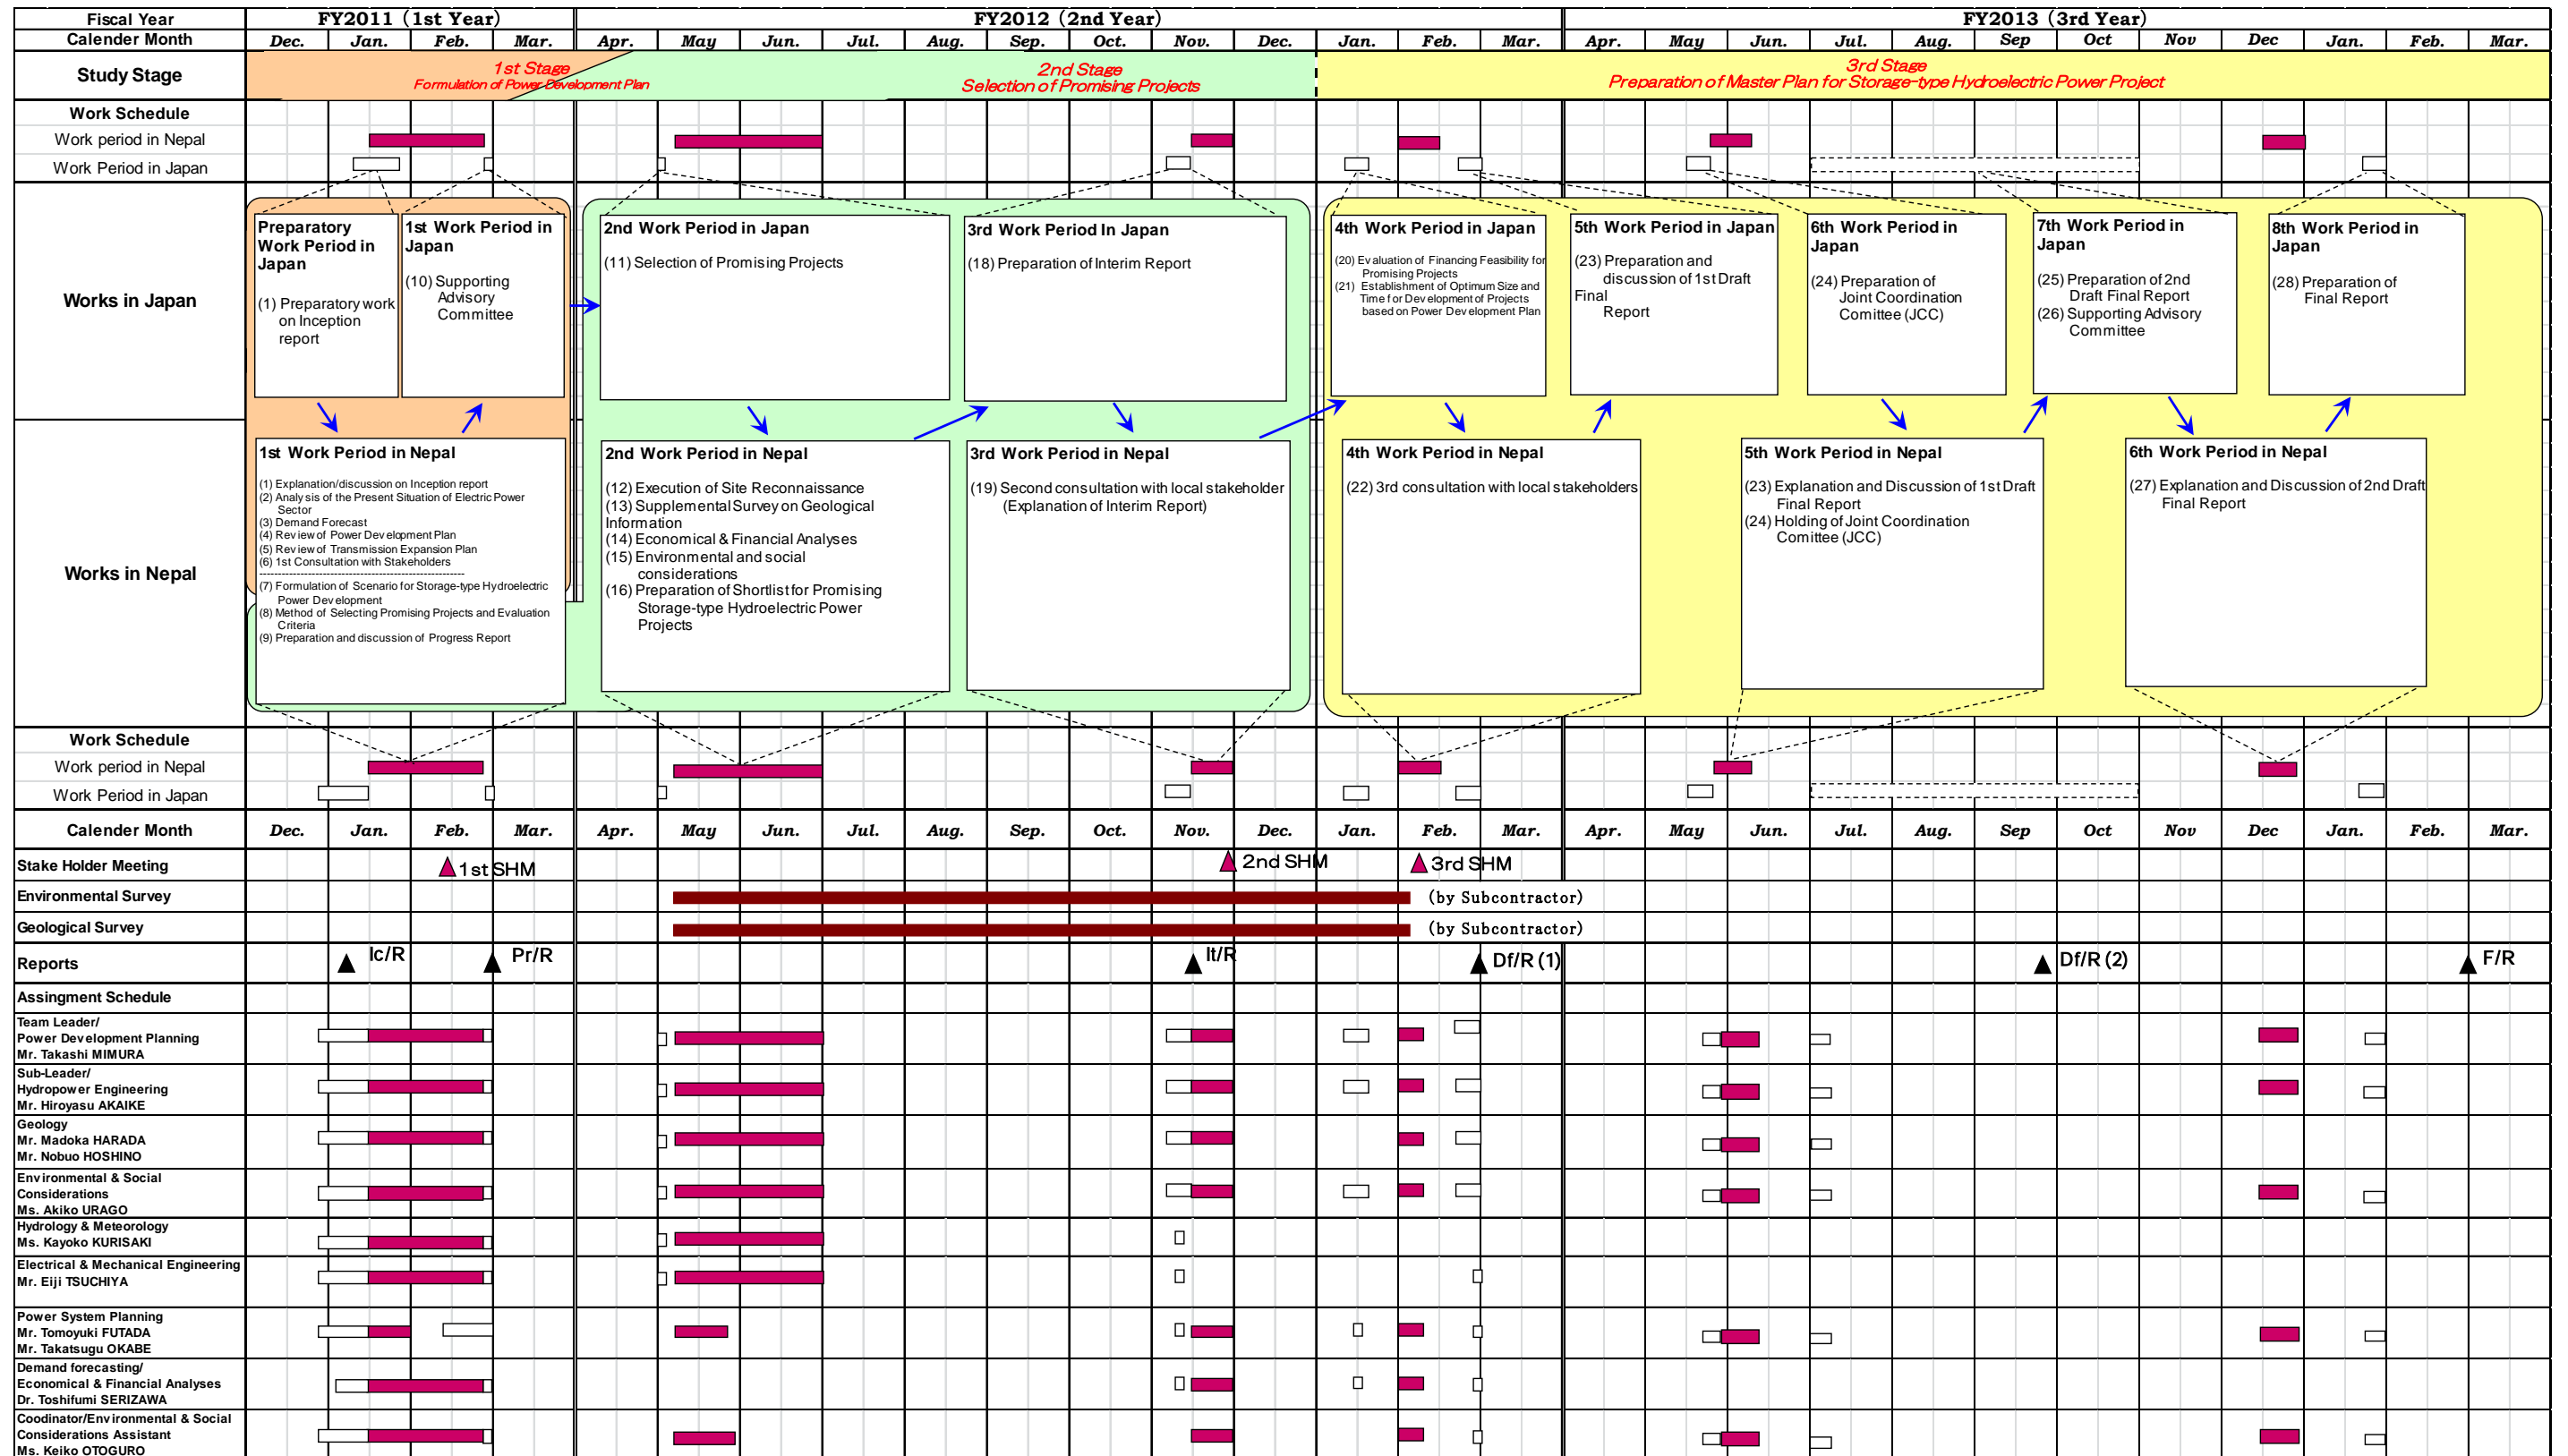 Fiscal Year
FY2011 (1st Year)
FY2012 (2nd Year)
FY2013 (3rd Year)
Calender Month
Dec. Jan. Feb. Mar. Apr. May Jun. Jul. Aug. Sep. Oct. Nov. Dec. Jan. Feb. Mar. Apr. May Jun. Jul. Aug. Sep Oct Nov Dec Jan. Feb. Mar.
Study Stage
1st Stage
Formulation of Power Development Plan
2nd Stage
Selection of Promising Projects
3rd Stage
Preparation of Master Plan for Storage-type Hydroelectric Power Project
Work Schedule
Work period in Nepal
Work Period in Japan
Works in Japan
Preparatory
Work Period in
Japan
(1) Preparatory work
on Inception
report
1st Work Period in
Japan
(10) Supporting
Advisory
Committee
2nd Work Period in Japan
(11) Selection of Promising Projects
3rd Work Period In Japan
(18) Preparation of Interim Report
4th Work Period in Japan
(20) Evaluation of Financing Feasibility for
Promising Projects
(21) Establishment of Optimum Size and
Time for Development of Projects
based on Power Development Plan
5th Work Period in Japan
(23) Preparation and
discussion of 1st Draft
Final
Report
6th Work Period in
Japan
(24) Preparation of
Joint Coordination
Comittee (JCC)
7th Work Period in
Japan
(25) Preparation of 2nd
Draft Final Report
(26) Supporting Advisory
Committee
8th Work Period in
Japan
(28) Preparation of
Final Report
Works in Nepal
1st Work Period in Nepal
(1) Explanation/discussion on Inception report
(2) Analysis of the Present Situation of Electric Power
Sector
(3) Demand Forecast
(4) Review of Power Development Plan
(5) Review of Transmission Expansion Plan
(6) 1st Consultation with Stakeholders
(7) Formulation of Scenario for Storage-type Hydroelectric
Power Development
(8) Method of Selecting Promising Projects and Evaluation
Criteria
(9) Preparation and discussion of Progress Report
2nd Work Period in Nepal
(12) Execution of Site Reconnaissance
(13) Supplemental Survey on Geological
Information
(14) Economical & Financial Analyses
(15) Environmental and social
considerations
(16) Preparation of Shortlist for Promising
Storage-type Hydroelectric Power
Projects
3rd Work Period in Nepal
(19) Second consultation with local stakeholder
(Explanation of Interim Report)
4th Work Period in Nepal
(22) 3rd consultation with local stakeholders
5th Work Period in Nepal
(23) Explanation and Discussion of 1st Draft
Final Report
(24) Holding of Joint Coordination
Comittee (JCC)
6th Work Period in Nepal
(27) Explanation and Discussion of 2nd Draft
Final Report
Work Schedule
Work period in Nepal
Work Period in Japan
Calender Month
Dec. Jan. Feb. Mar. Apr. May Jun. Jul. Aug. Sep. Oct. Nov. Dec. Jan. Feb. Mar. Apr. May Jun. Jul. Aug. Sep Oct Nov Dec Jan. Feb. Mar.
Stake Holder Meeting
1st SHM
2nd SHM
3rd SHM
Environmental Survey
(by Subcontractor)
Geological Survey
(by Subcontractor)
Reports
Ic/R
Pr/R
It/R
Df/R (1)
Df/R (2)
F/R
Assingment Schedule
Team Leader/
Power Development Planning
Mr. Takashi MIMURA
Sub-Leader/
Hydropower Engineering
Mr. Hiroyasu AKAIKE
Geology
Mr. Madoka HARADA
Mr. Nobuo HOSHINO
Environmental & Social
Considerations
Ms. Akiko URAGO
Hydrology & Meteorology
Ms. Kayoko KURISAKI
Electrical & Mechanical Engineering
Mr. Eiji TSUCHIYA
Power System Planning
Mr. Tomoyuki FUTADA
Mr. Takatsugu OKABE
Demand forecasting/
Economical & Financial Analyses
Dr. Toshifumi SERIZAWA
Coodinator/Environmental & Social
Considerations Assistant
Ms. Keiko OTOGURO